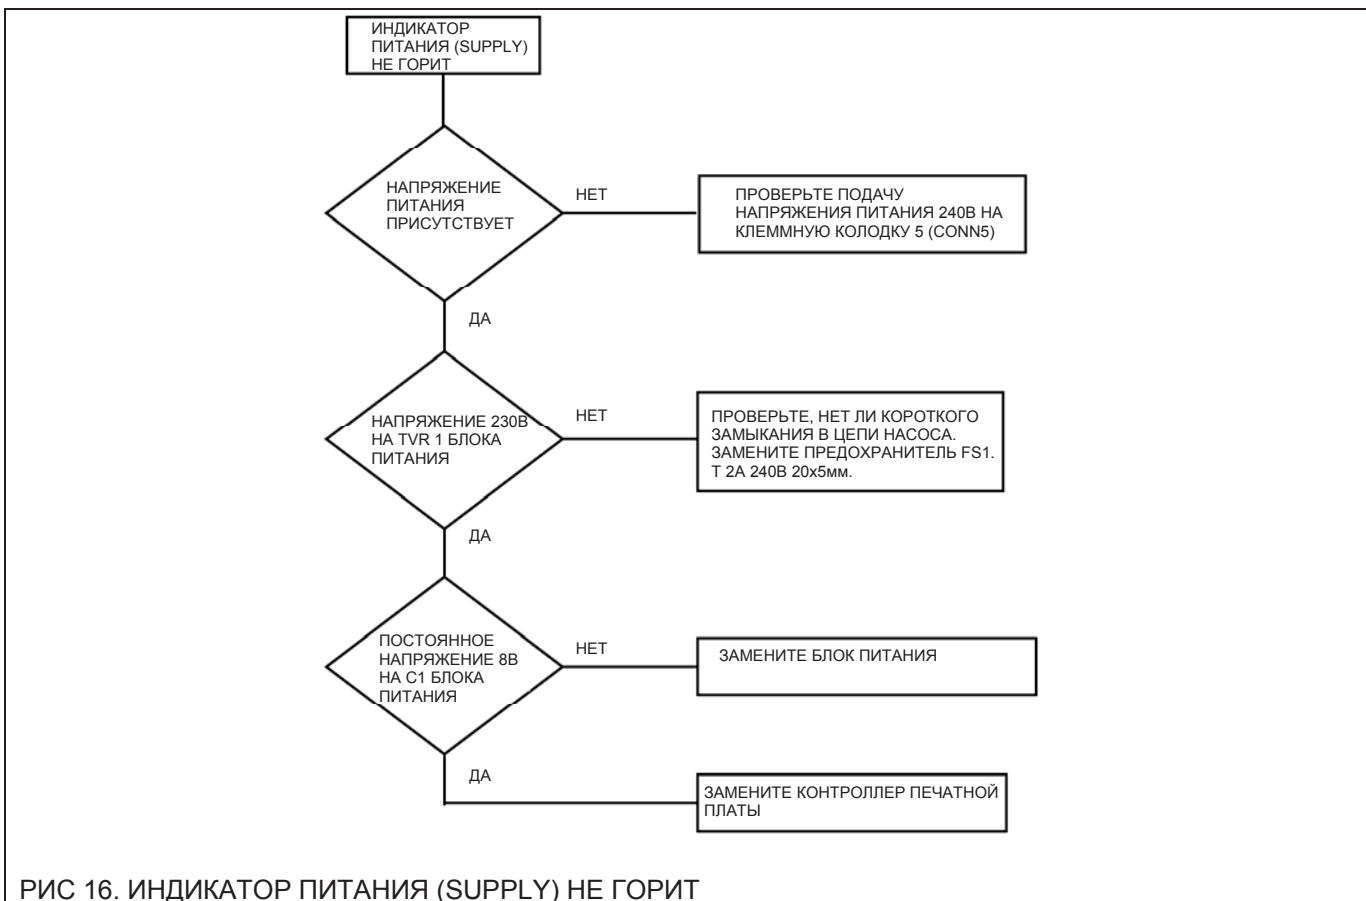 ИНДИКАТОР
ПИТАНИЯ (SUPPLY)
НЕ ГОРИТ
НАПРЯЖЕНИЕ
ПИТАНИЯ
ПРИСУТСТВУЕТ
НЕТ
ПРОВЕРЬТЕ ПОДАЧУ
НАПРЯЖЕНИЯ ПИТАНИЯ 240В НА
КЛЕММНУЮ КОЛОДКУ 5 (CONN5)
ДА
НАПРЯЖЕНИЕ 230В
НА TVR 1 БЛОКА
ПИТАНИЯ
НЕТ
ПРОВЕРЬТЕ, НЕТ ЛИ КОРОТКОГО
ЗАМЫКАНИЯ В ЦЕПИ НАСОСА.
ЗАМЕНИТЕ ПРЕДОХРАНИТЕЛЬ FS1.
Т 2А 240В 20х5мм.
ДА
ПОСТОЯННОЕ
НАПРЯЖЕНИЕ 8В
НА С1 БЛОКА
ПИТАНИЯ
НЕТ
ЗАМЕНИТЕ БЛОК ПИТАНИЯ
ДА
ЗАМЕНИТЕ КОНТРОЛЛЕР ПЕЧАТНОЙ
ПЛАТЫ
РИС 16. ИНДИКАТОР ПИТАНИЯ (SUPPLY) НЕ ГОРИТ